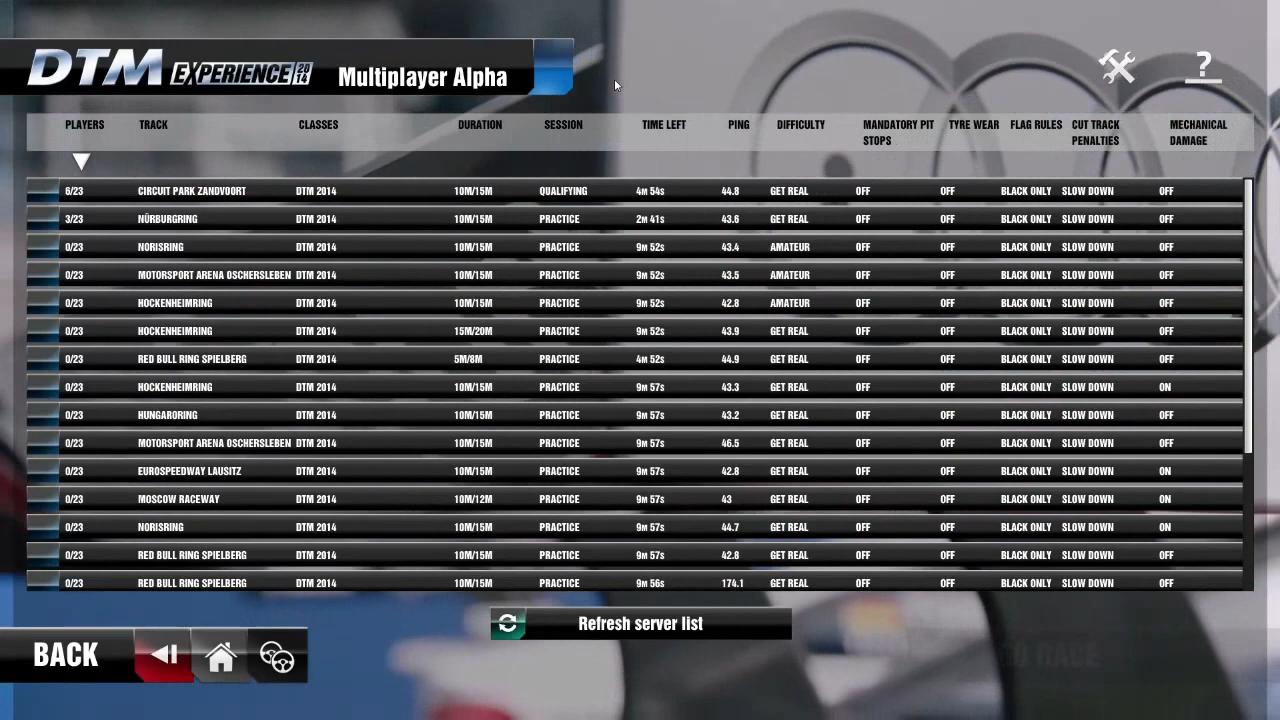 DTM EXPERIENCE 2014 Multiplayer Alpha
?
PLAYERS TRACK CLASSES DURATION SESSION TIME LEFT PING DIFFICULTY MANDATORY PIT STOPS TYRE WEAR FLAG RULES CUT TRACK PENALTIES MECHANICAL DAMAGE
6/23 CIRCUIT PARK ZANDVOORT DTM 2014 10M/15M QUALIFYING 4M 54S 44.8 GET REAL OFF OFF BLACK ONLY SLOW DOWN OFF
3/23 NÜRBURGRING DTM 2014 10M/15M PRACTICE 2M 41S 43.6 GET REAL OFF OFF BLACK ONLY SLOW DOWN OFF
0/23 NORISRING DTM 2014 10M/15M PRACTICE 9M 52S 43.4 AMATEUR OFF OFF BLACK ONLY SLOW DOWN OFF
0/23 MOTORSPORT ARENA OSCHERSLEBEN DTM 2014 10M/15M PRACTICE 9M 52S 43.5 AMATEUR OFF OFF BLACK ONLY SLOW DOWN OFF
0/23 HOCKENHEIMRING DTM 2014 10M/15M PRACTICE 9M 52S 42.8 AMATEUR OFF OFF BLACK ONLY SLOW DOWN OFF
0/23 HOCKENHEIMRING DTM 2014 15M/20M PRACTICE 9M 52S 43.9 GET REAL OFF OFF BLACK ONLY SLOW DOWN OFF
0/23 RED BULL RING SPIELBERG DTM 2014 5M/8M PRACTICE 4M 52S 44.9 GET REAL OFF OFF BLACK ONLY SLOW DOWN OFF
0/23 HOCKENHEIMRING DTM 2014 10M/15M PRACTICE 9M 57S 43.3 GET REAL OFF OFF BLACK ONLY SLOW DOWN ON
0/23 HUNGARORING DTM 2014 10M/15M PRACTICE 9M 57S 43.2 GET REAL OFF OFF BLACK ONLY SLOW DOWN OFF
0/23 MOTORSPORT ARENA OSCHERSLEBEN DTM 2014 10M/15M PRACTICE 9M 57S 46.5 GET REAL OFF OFF BLACK ONLY SLOW DOWN OFF
0/23 EUROSPEEDWAY LAUSITZ DTM 2014 10M/15M PRACTICE 9M 57S 42.8 GET REAL OFF OFF BLACK ONLY SLOW DOWN ON
0/23 MOSCOW RACEWAY DTM 2014 10M/12M PRACTICE 9M 57S 43 GET REAL OFF OFF BLACK ONLY SLOW DOWN ON
0/23 NORISRING DTM 2014 10M/15M PRACTICE 9M 57S 44.7 GET REAL OFF OFF BLACK ONLY SLOW DOWN ON
0/23 RED BULL RING SPIELBERG DTM 2014 10M/15M PRACTICE 9M 57S 42.8 GET REAL OFF OFF BLACK ONLY SLOW DOWN OFF
0/23 RED BULL RING SPIELBERG DTM 2014 10M/15M PRACTICE 9M 56S 174.1 GET REAL OFF OFF BLACK ONLY SLOW DOWN OFF
Refresh server list
BACK
RACE